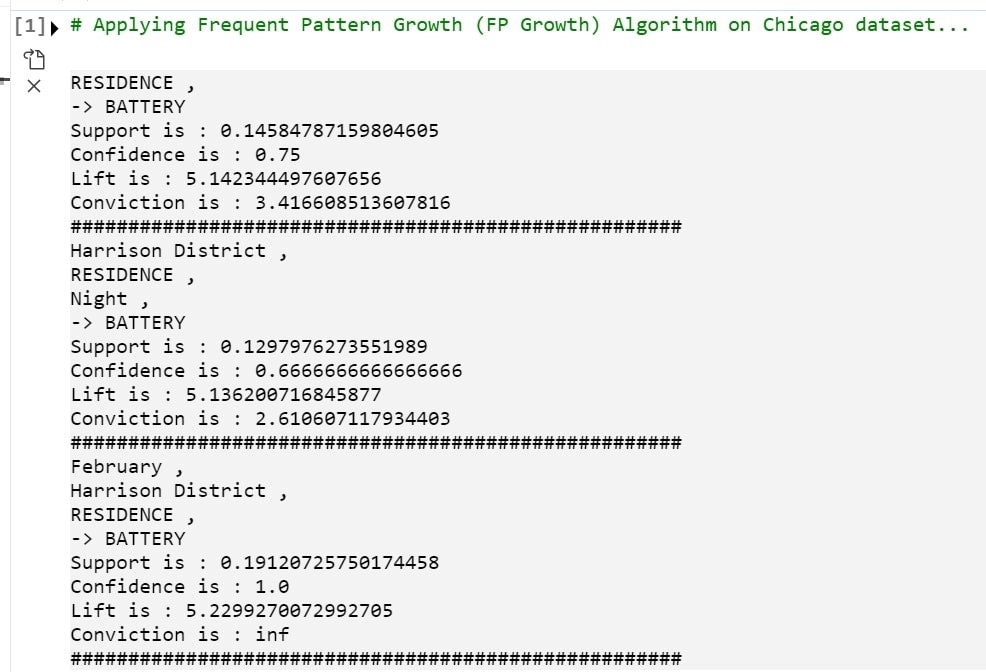 [1] # Applying Frequent Pattern Growth (FP Growth) Algorithm on Chicago dataset...
RESIDENCE ,
-> BATTERY
Support is : 0.14584787159804605
Confidence is : 0.75
Lift is : 5.142344497607656
Conviction is : 3.416608513607816
#####################################################
Harrison District ,
RESIDENCE ,
Night ,
-> BATTERY
Support is : 0.1297976273551989
Confidence is : 0.6666666666666666
Lift is : 5.136200716845877
Conviction is : 2.610607117934403
#####################################################
February ,
Harrison District ,
RESIDENCE ,
-> BATTERY
Support is : 0.19120725750174458
Confidence is : 1.0
Lift is : 5.2299270072992705
Conviction is : inf
#####################################################